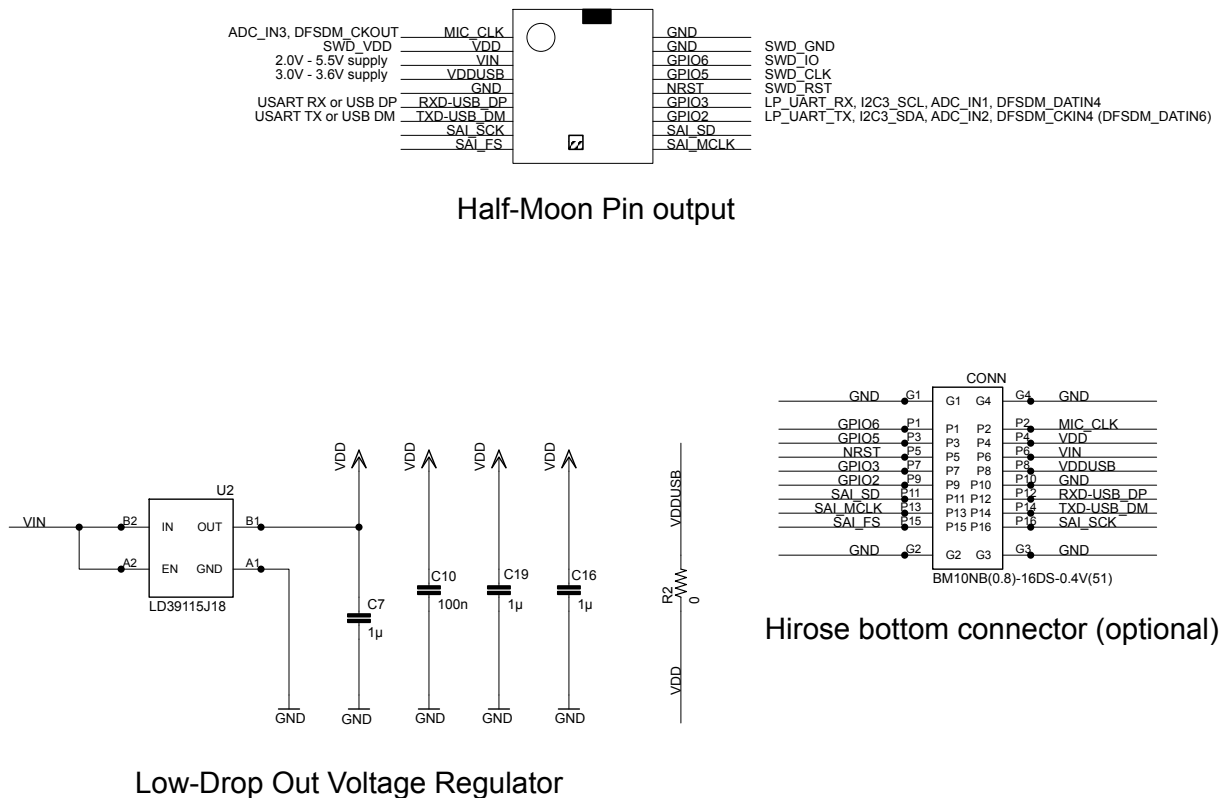 ADC_IN3, DFSDM_CKOUT MIC_CLK GND
SWD_VDD VDD GND SWD_GND
2.0V - 5.5V supply VIN GPIO6 SWD_IO
3.0V - 3.6V supply VDDUSB GPIO5 SWD_CLK
GND NRST SWD_RST
USART RX or USB DP RXD-USB_DP GPIO3 LP_UART_RX, I2C3_SCL, ADC_IN1, DFSDM_DATIN4
USART TX or USB DM TXD-USB_DM GPIO2 LP_UART_TX, I2C3_SDA, ADC_IN2, DFSDM_CKIN4 (DFSDM_DATIN6)
SAI_SCK SAI_SD
SAI_FS SAI_MCLK
Half-Moon Pin output
CONN
GND G1 G1 G4 G4 GND
GPIO6 P1 P1 P2 P2 MIC_CLK
GPIO5 P3 P3 P4 P4 VDD
NRST P5 P5 P6 P6 VIN
GPIO3 P7 P7 P8 P8 VDDUSB
GPIO2 P9 P9 P10 P10 GND
SAI_SD P11 P11 P12 P12 RXD-USB_DP
SAI_MCLK P13 P13 P14 P14 TXD-USB_DM
SAI_FS P15 P15 P16 P16 SAI_SCK
GND G2 G2 G3 G3 GND
BM10NB(0.8)-16DS-0.4V(51)
Hirose bottom connector (optional)
VDD VDD VDD VDD
VDDUSB
U2
VIN B2 IN OUT B1
A2 EN GND A1
LD39115J18
C7
1µ
C10
100n
C19
1µ
C16
1µ
R2
0
VDD
GND GND GND GND GND
Low-Drop Out Voltage Regulator